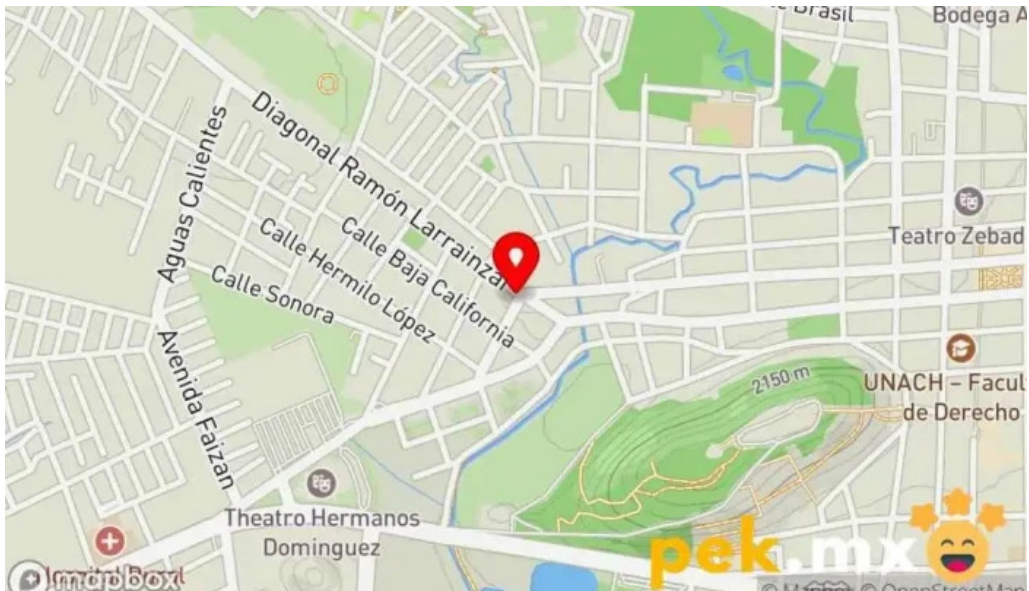 Brasil
Bodega A
Diagonal Ramón Larrainzar
Aguas Calientes
Calle Baja California
Calle Hermilo López
Calle Sonora
Teatro Zebad
Avenida Faizan
2150 m
UNACH – Facul
de Derecho
Theatro Hermanos
Dominguez
pek.mx
mapbox
© Mapbox © OpenStreetMap